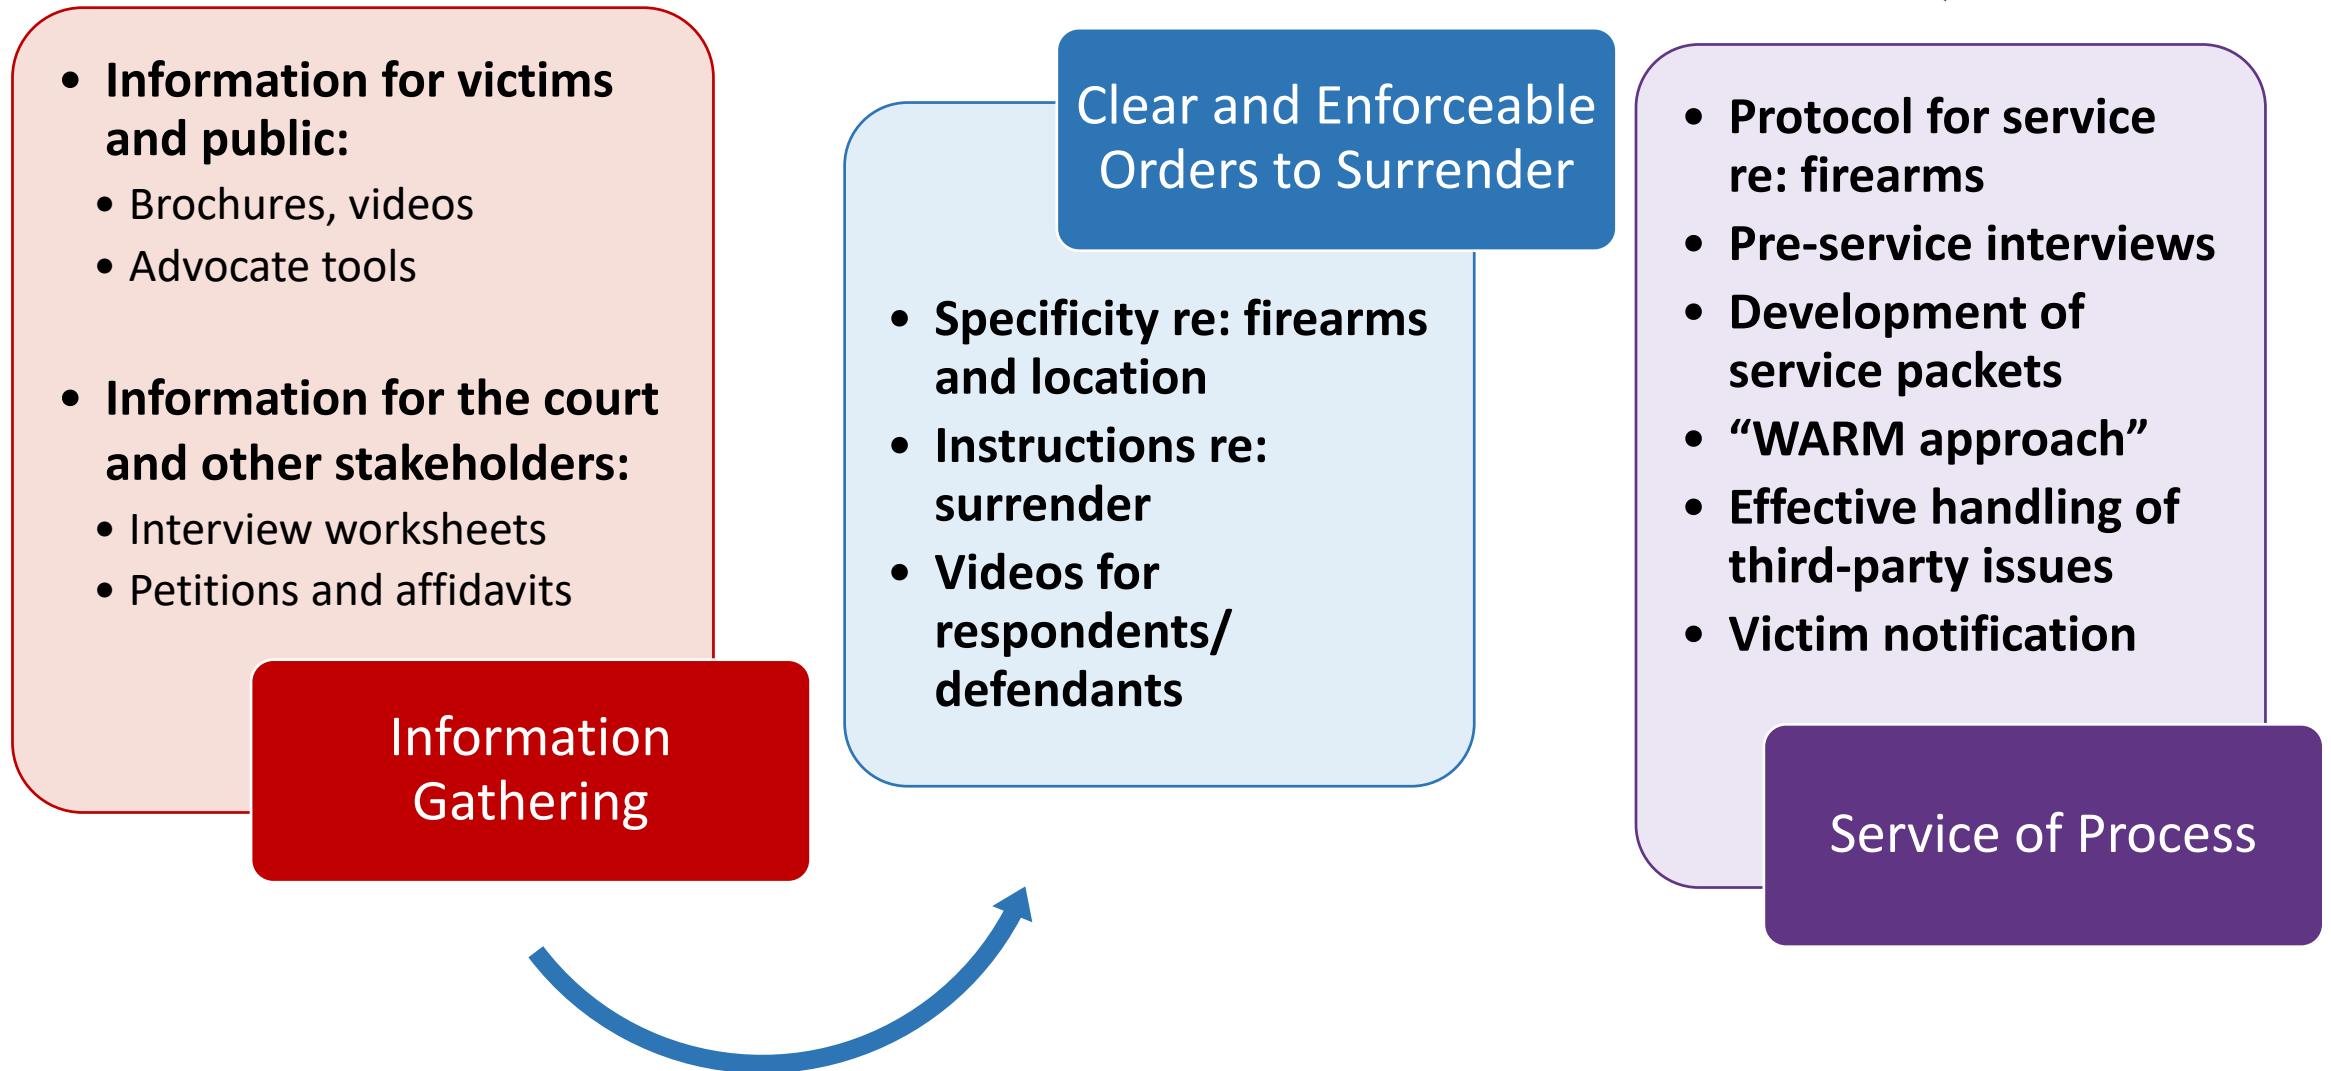 • Information for victims
and public:
• Brochures, videos
• Advocate tools
• Information for the court
and other stakeholders:
• Interview worksheets
• Petitions and affidavits
Information
Gathering
Clear and Enforceable
Orders to Surrender
• Specificity re: firearms
and location
• Instructions re:
surrender
• Videos for
respondents/
defendants
• Protocol for service
re: firearms
• Pre-service interviews
• Development of
service packets
• “WARM approach”
• Effective handling of
third-party issues
• Victim notification
Service of Process